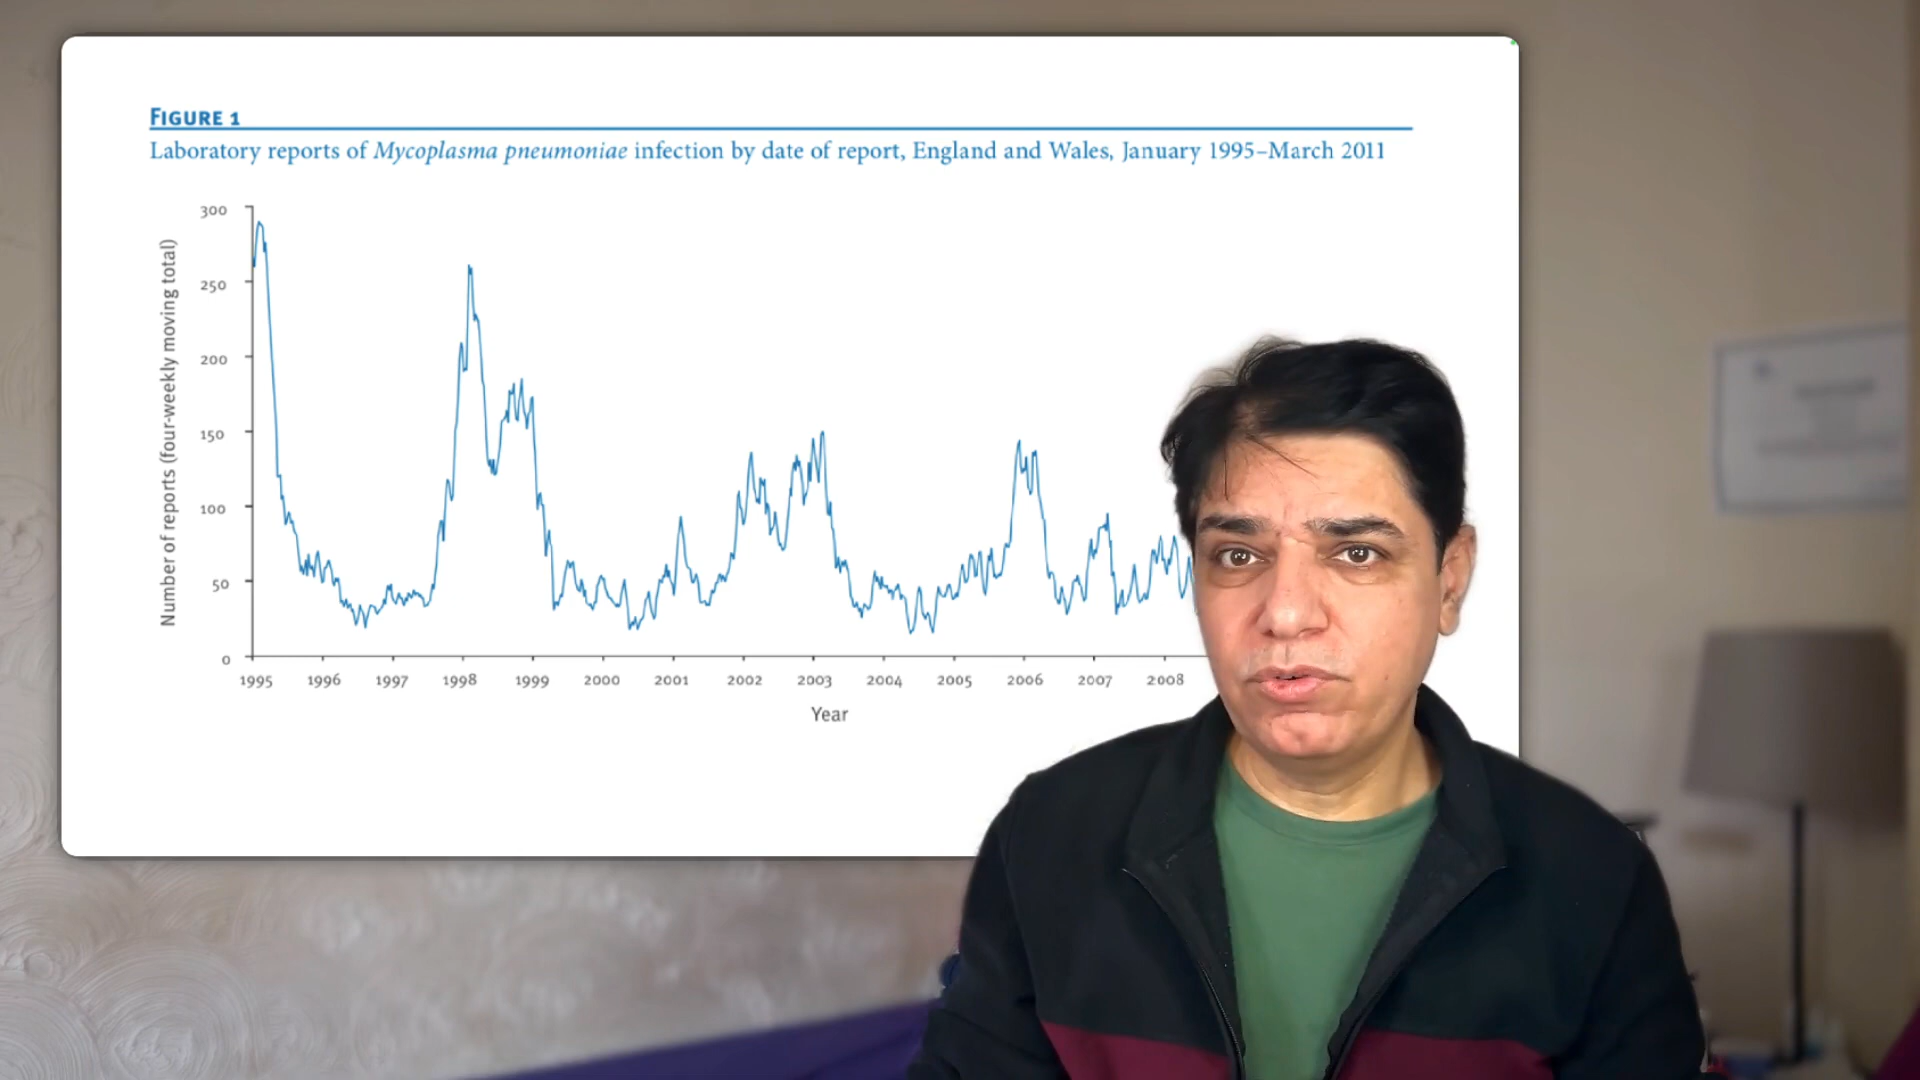 FIGURE 1
Laboratory reports of Mycoplasma pneumoniae infection by date of report, England and Wales, January 1995–March 2011
Number of reports (four-weekly moving total)
300
250
200
150
100
50
0
1995 1996 1997 1998 1999 2000 2001 2002 2003 2004 2005 2006 2007 2008
Year